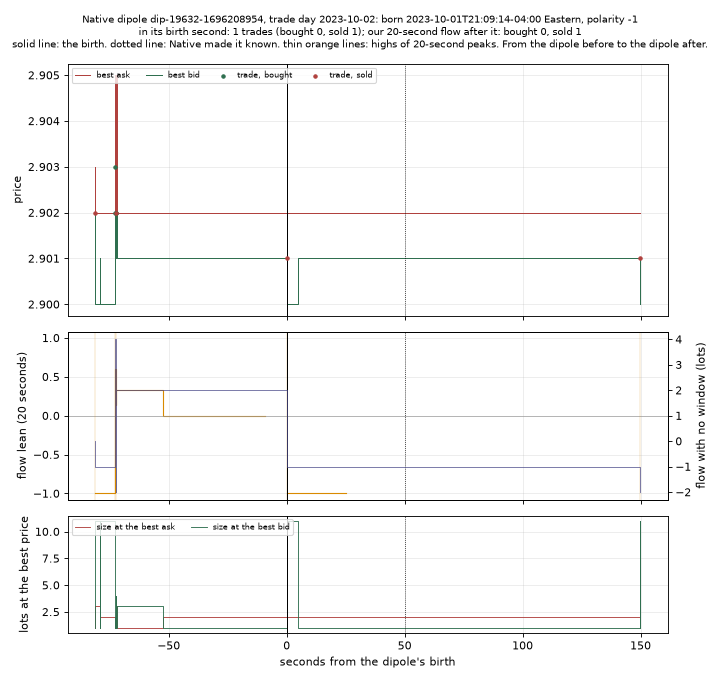 Native dipole dip-19632-1696208954, trade day 2023-10-02: born 2023-10-01T21:09:14-04:00 Eastern, polarity -1
in its birth second: 1 trades (bought 0, sold 1); our 20-second flow after it: bought 0, sold 1
solid line: the birth. dotted line: Native made it known. thin orange lines: highs of 20-second peaks. From the dipole before to the dipole after.
best ask best bid trade, bought trade, sold
2.905
2.904
2.903
2.902
2.901
2.900
price
1.0
0.5
0.0
−0.5
−1.0
flow lean (20 seconds)
4
3
2
1
0
−1
−2
flow with no window (lots)
size at the best ask size at the best bid
10.0
7.5
5.0
2.5
lots at the best price
−50 0 50 100 150
seconds from the dipole's birth